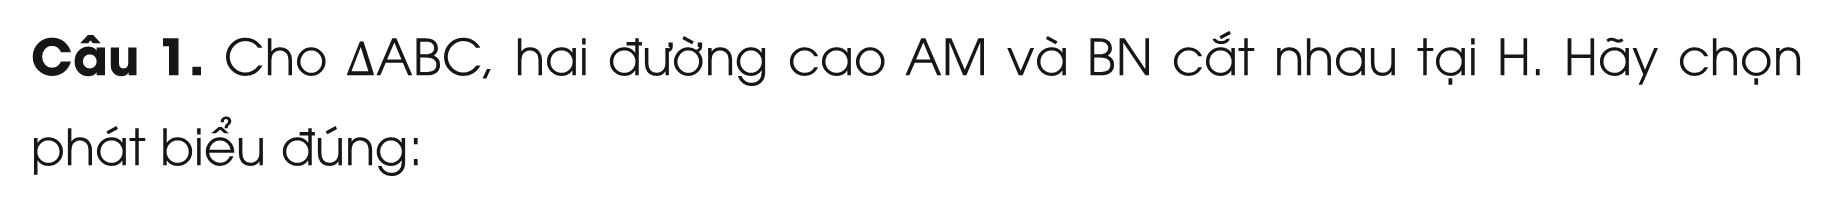 Câu 1. Cho ΔABC, hai đường cao AM và BN cắt nhau tại H. Hãy chọn
phát biểu đúng: